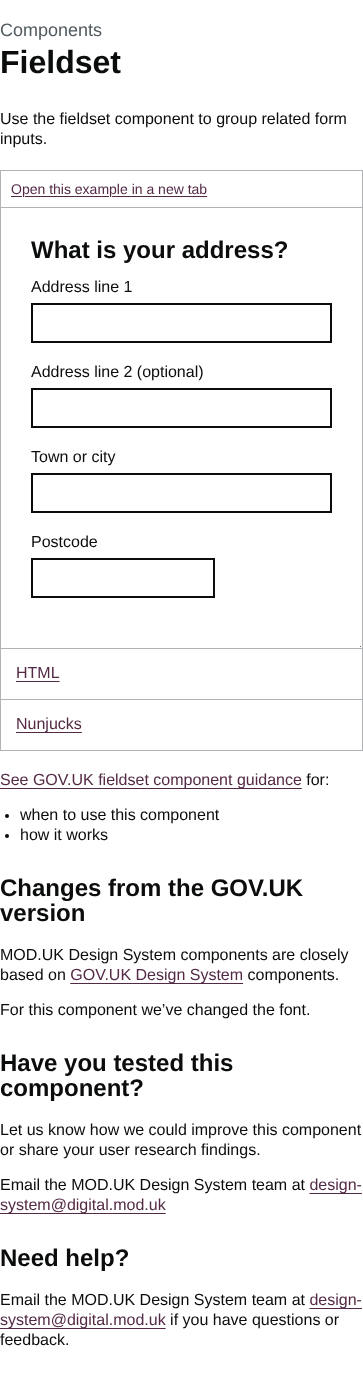 Components
Fieldset
Use the fieldset component to group related form
inputs.
Open this example in a new tab
What is your address?
Address line 1
Address line 2 (optional)
Town or city
Postcode
HTML
Nunjucks
See GOV.UK fieldset component guidance for:
• when to use this component
• how it works
Changes from the GOV.UK
version
MOD.UK Design System components are closely
based on GOV.UK Design System components.
For this component we’ve changed the font.
Have you tested this
component?
Let us know how we could improve this component
or share your user research findings.
Email the MOD.UK Design System team at design-
system@digital.mod.uk
Need help?
Email the MOD.UK Design System team at design-
system@digital.mod.uk if you have questions or
feedback.